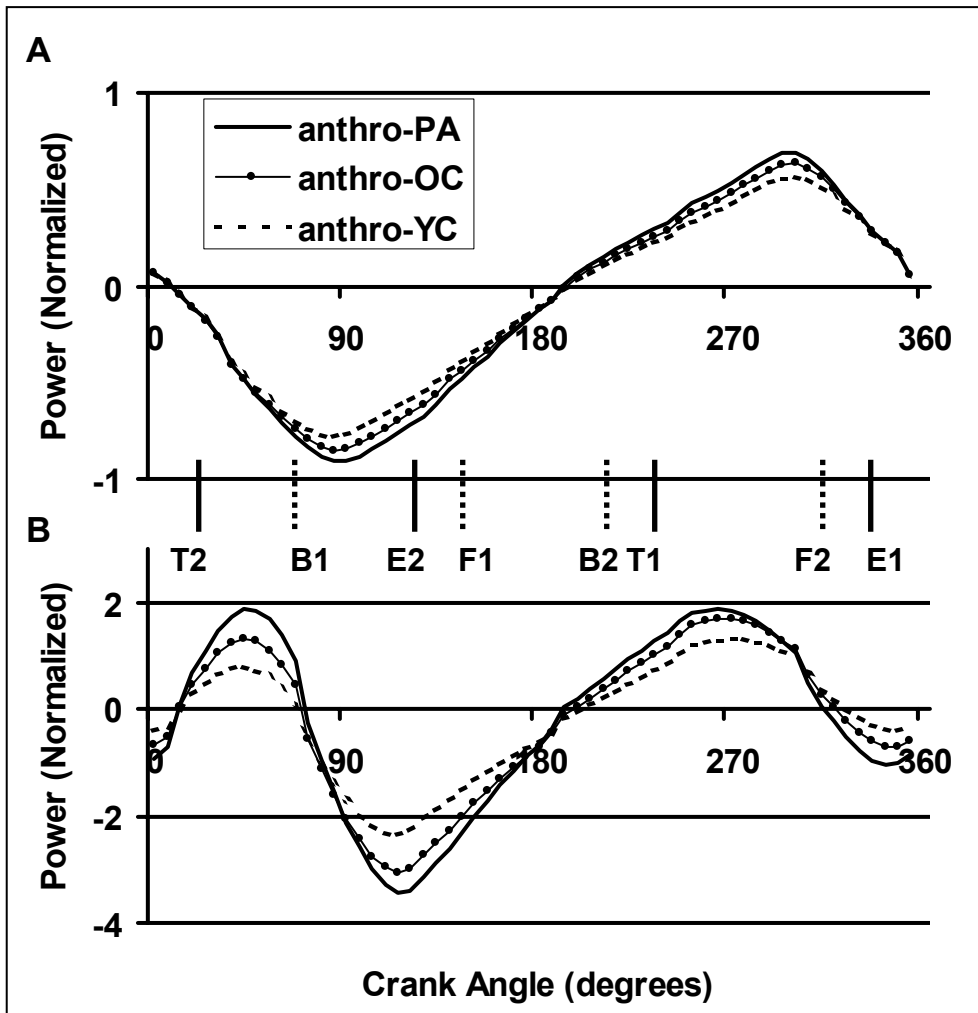 A
1
anthro-PA
anthro-OC
anthro-YC
Power (Normalized)
0
0 90 180 270 360
-1
B
T2 B1 E2 F1 B2 T1 F2 E1
2
0
0 90 180 270 360
Power (Normalized)
-2
-4
Crank Angle (degrees)